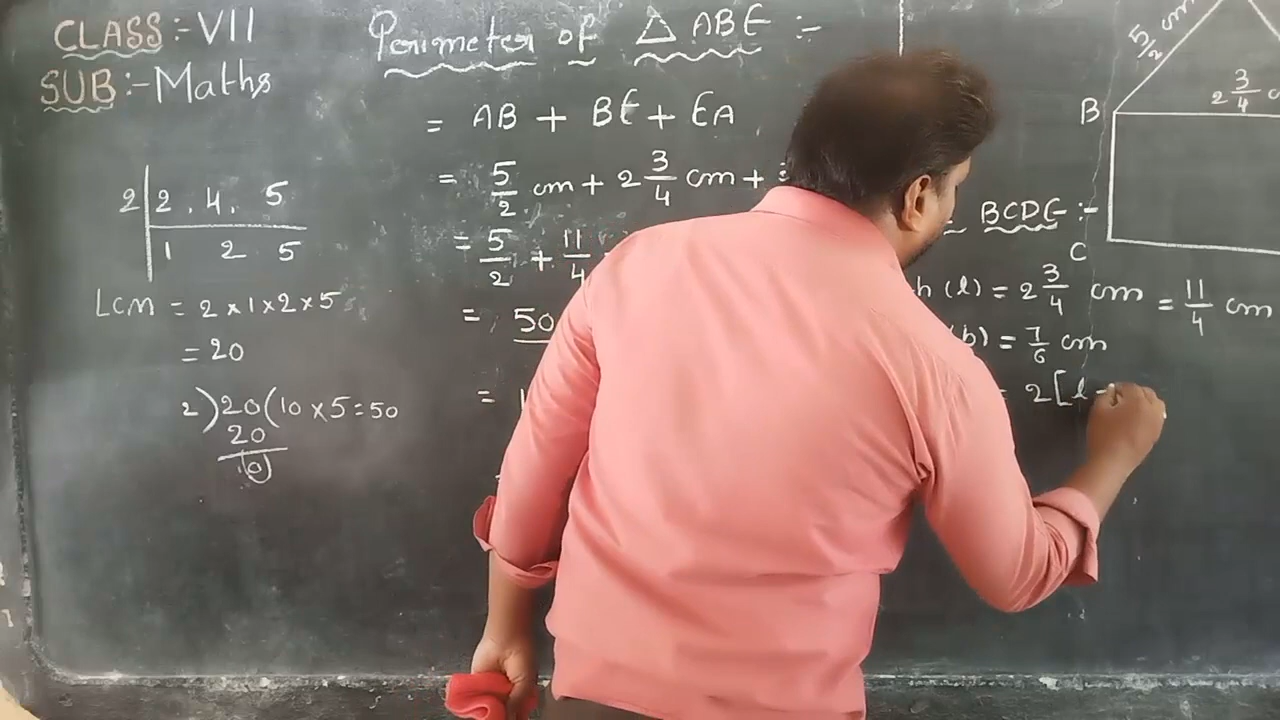 CLASS:-VII
SUB:-Maths
Perimeter of △ ABE :-
= AB + BE + EA
= 5/2 cm + 2 3/4 cm +
= 5/2 + 11/4
= 50
=
2 | 2, 4, 5
1 2 5
LCM = 2×1×2×5
= 20
2)20(10×5=50
20
0
5/2 cm
2 3/4
B
C
BCDE :-
h (l) = 2 3/4 cm = 11/4 cm
(b) = 7/6 cm
= 2[l